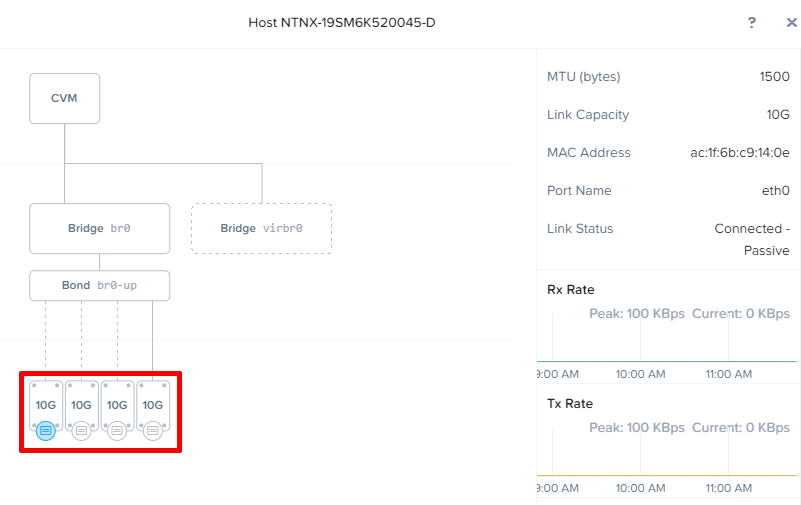 Host NTNX-19SM6K520045-D
? ×
CVM
Bridge br0
Bridge virbr0
Bond br0-up
10G 10G 10G 10G
MTU (bytes) 1500
Link Capacity 10G
MAC Address ac:1f:6b:c9:14:0e
Port Name eth0
Link Status Connected -
Passive
Rx Rate
Peak: 100 KBps Current: 0 KBps
9:00 AM 10:00 AM 11:00 AM
Tx Rate
Peak: 100 KBps Current: 0 KBps
9:00 AM 10:00 AM 11:00 AM